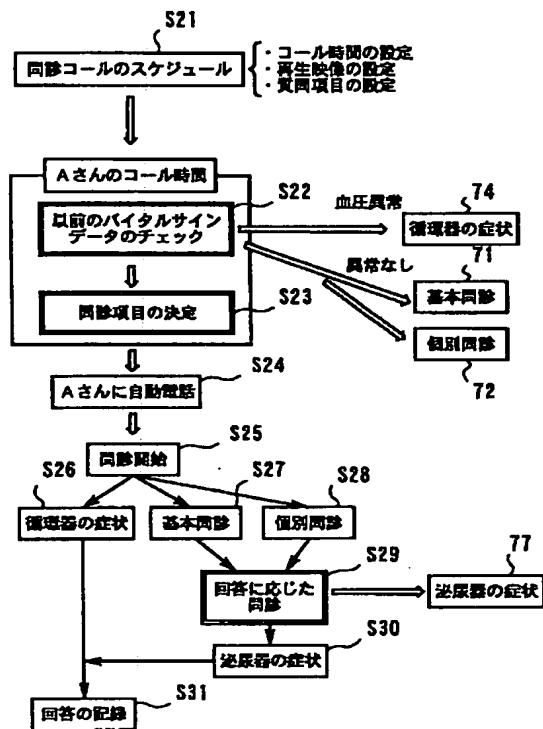 S21
問診コールのスケジュール
・コール時間の設定
・再生映像の設定
・質問項目の設定
Aさんのコール時間
S22
以前のバイタルサイン
データのチェック
血圧異常
74
循環器の症状
異常なし
71
基本問診
S23
問診項目の決定
個別問診
72
S24
Aさんに自動電話
S25
問診開始
S26
S27
S28
循環器の症状
基本問診
個別問診
S29
回答に応じた
問診
77
泌尿器の症状
S30
泌尿器の症状
S31
回答の記録